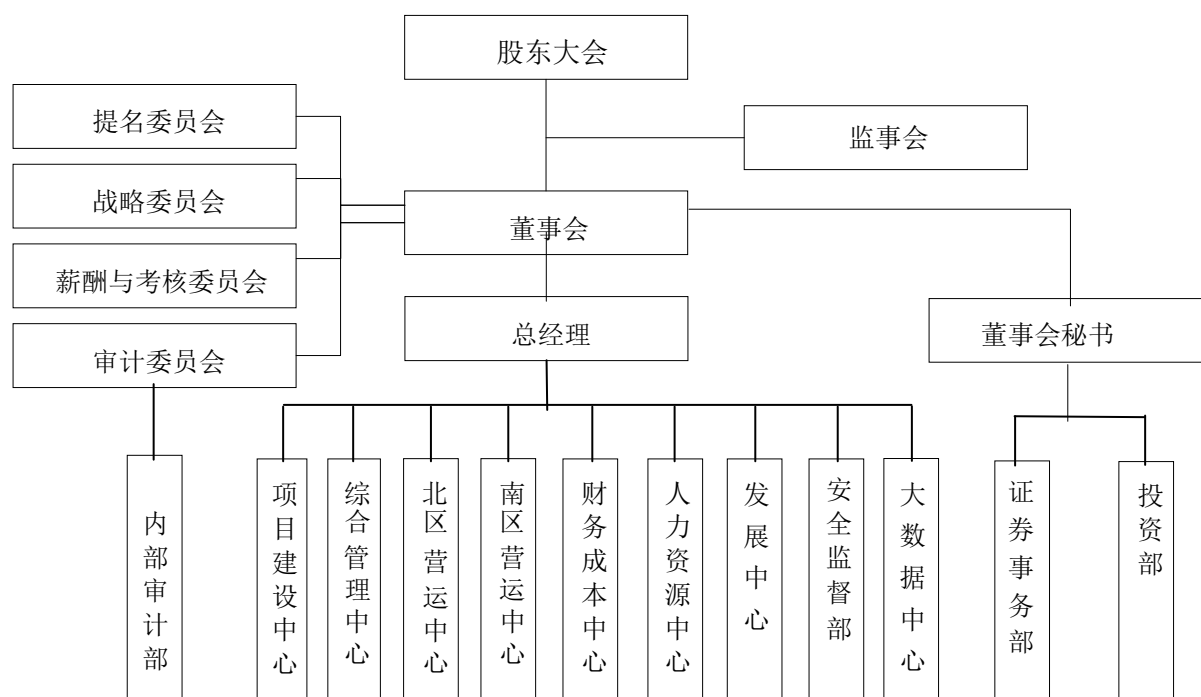 股东大会
提名委员会
监事会
战略委员会
董事会
薪酬与考核委员会
总经理
董事会秘书
审计委员会
内部审计部
项目建设中心
综合管理中心
北区营运中心
南区营运中心
财务成本中心
人力资源中心
发展中心
安全监督部
大数据中心
证券事务部
投资部